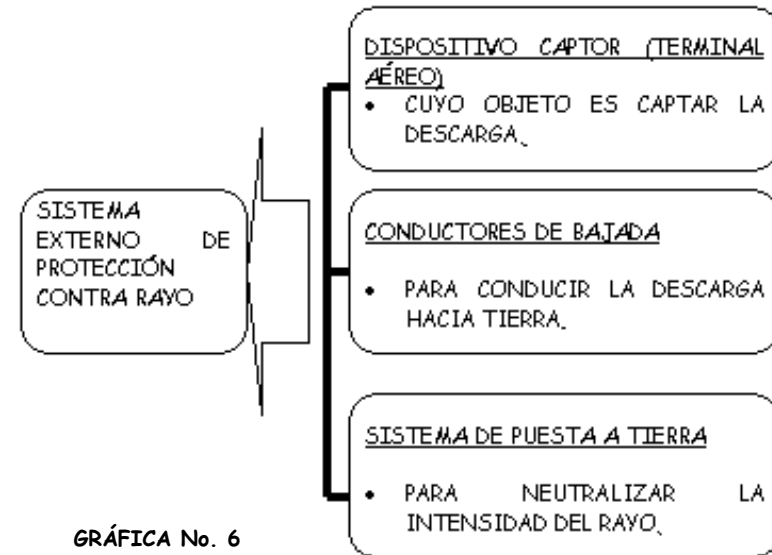 DISPOSITIVO CAPTOR (TERMINAL
AÉREO)
• CUYO OBJETO ES CAPTAR LA
DESCARGA.
SISTEMA
EXTERNO DE
PROTECCIÓN
CONTRA RAYO
CONDUCTORES DE BAJADA
• PARA CONDUCIR LA DESCARGA
HACIA TIERRA.
SISTEMA DE PUESTA A TIERRA
• PARA NEUTRALIZAR LA
INTENSIDAD DEL RAYO.
GRÁFICA No. 6